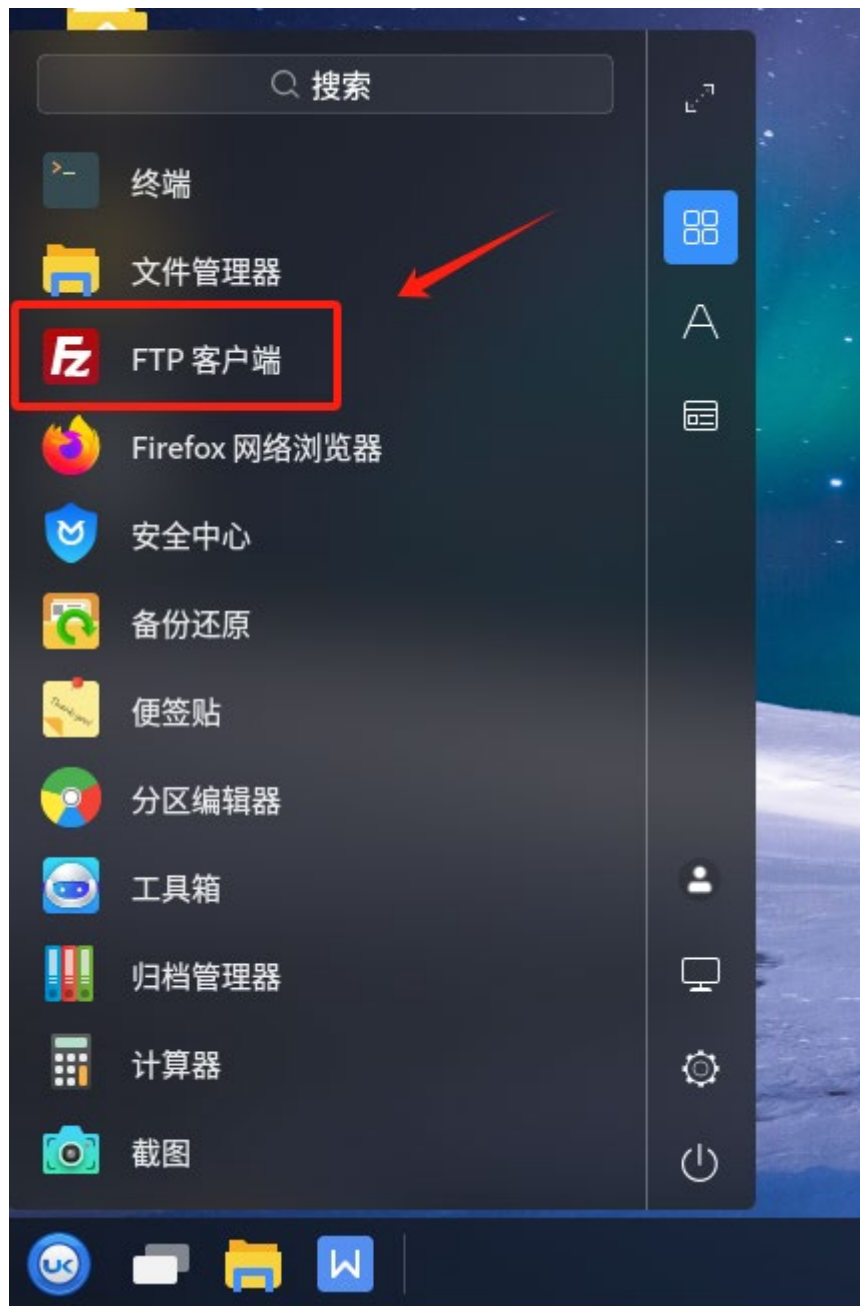 搜索
终端
文件管理器
FTP 客户端
Firefox 网络浏览器
安全中心
备份还原
便签贴
分区编辑器
工具箱
归档管理器
计算器
截图